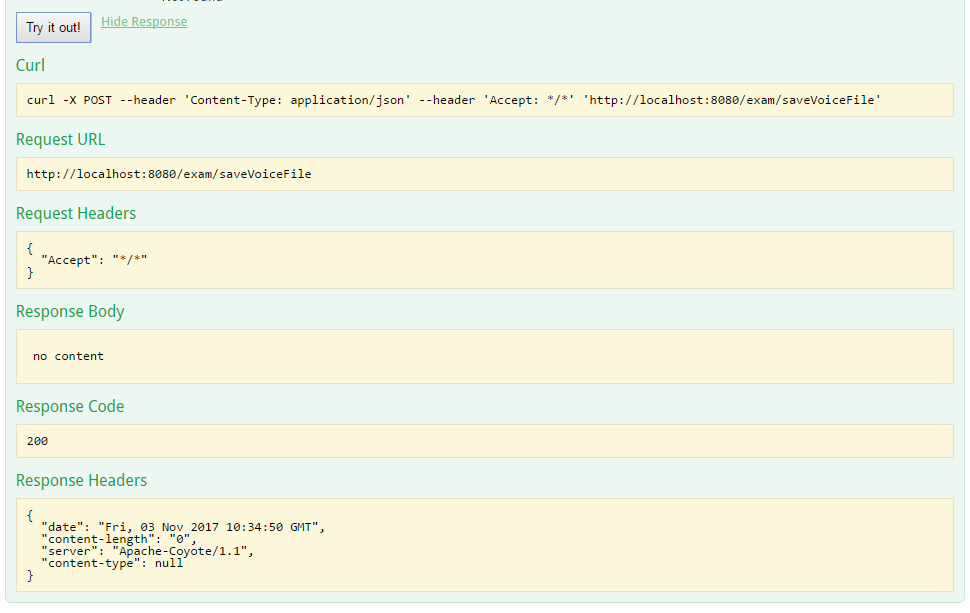 Try it out! Hide Response
Curl
curl -X POST --header 'Content-Type: application/json' --header 'Accept: */*' 'http://localhost:8080/exam/saveVoiceFile'
Request URL
http://localhost:8080/exam/saveVoiceFile
Request Headers
{
  "Accept": "*/*"
}
Response Body
no content
Response Code
200
Response Headers
{
  "date": "Fri, 03 Nov 2017 10:34:50 GMT",
  "content-length": "0",
  "server": "Apache-Coyote/1.1",
  "content-type": null
}